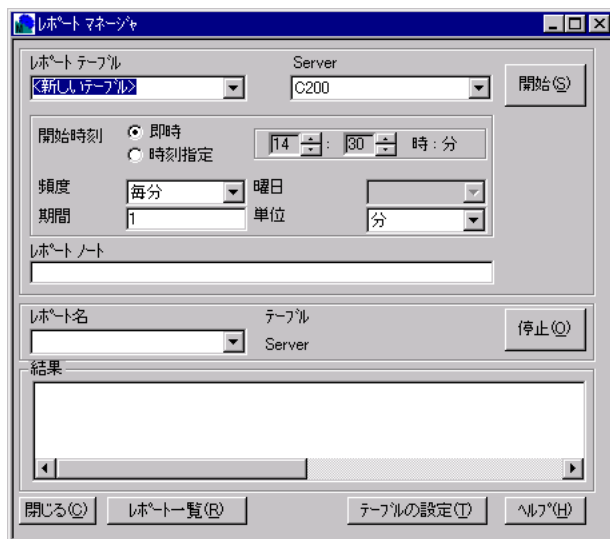 ﾚﾎﾟｰﾄ ﾏﾈｰｼﾞｬ
ﾚﾎﾟｰﾄ ﾃｰﾌﾞﾙ Server
<新しいﾃｰﾌﾞﾙ> C200 開始(S)
開始時刻 即時 14 : 30 時 : 分
時刻指定
頻度 毎分 曜日
期間 1 単位 分
ﾚﾎﾟｰﾄ ﾉｰﾄ
ﾚﾎﾟｰﾄ名 ﾃｰﾌﾞﾙ 停止(O)
Server
結果
閉じる(C) ﾚﾎﾟｰﾄ一覧(R) ﾃｰﾌﾞﾙの設定(T) ﾍﾙﾌﾟ(H)